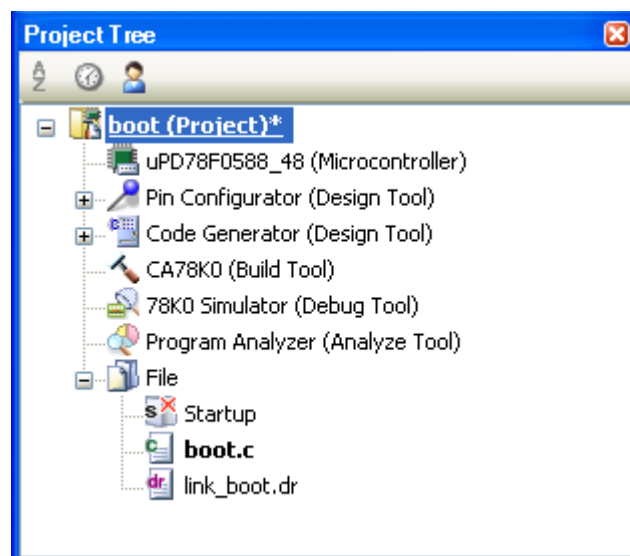 Project Tree
boot (Project)*
uPD78F0588_48 (Microcontroller)
Pin Configurator (Design Tool)
Code Generator (Design Tool)
CA78K0 (Build Tool)
78K0 Simulator (Debug Tool)
Program Analyzer (Analyze Tool)
File
Startup
boot.c
link_boot.dr